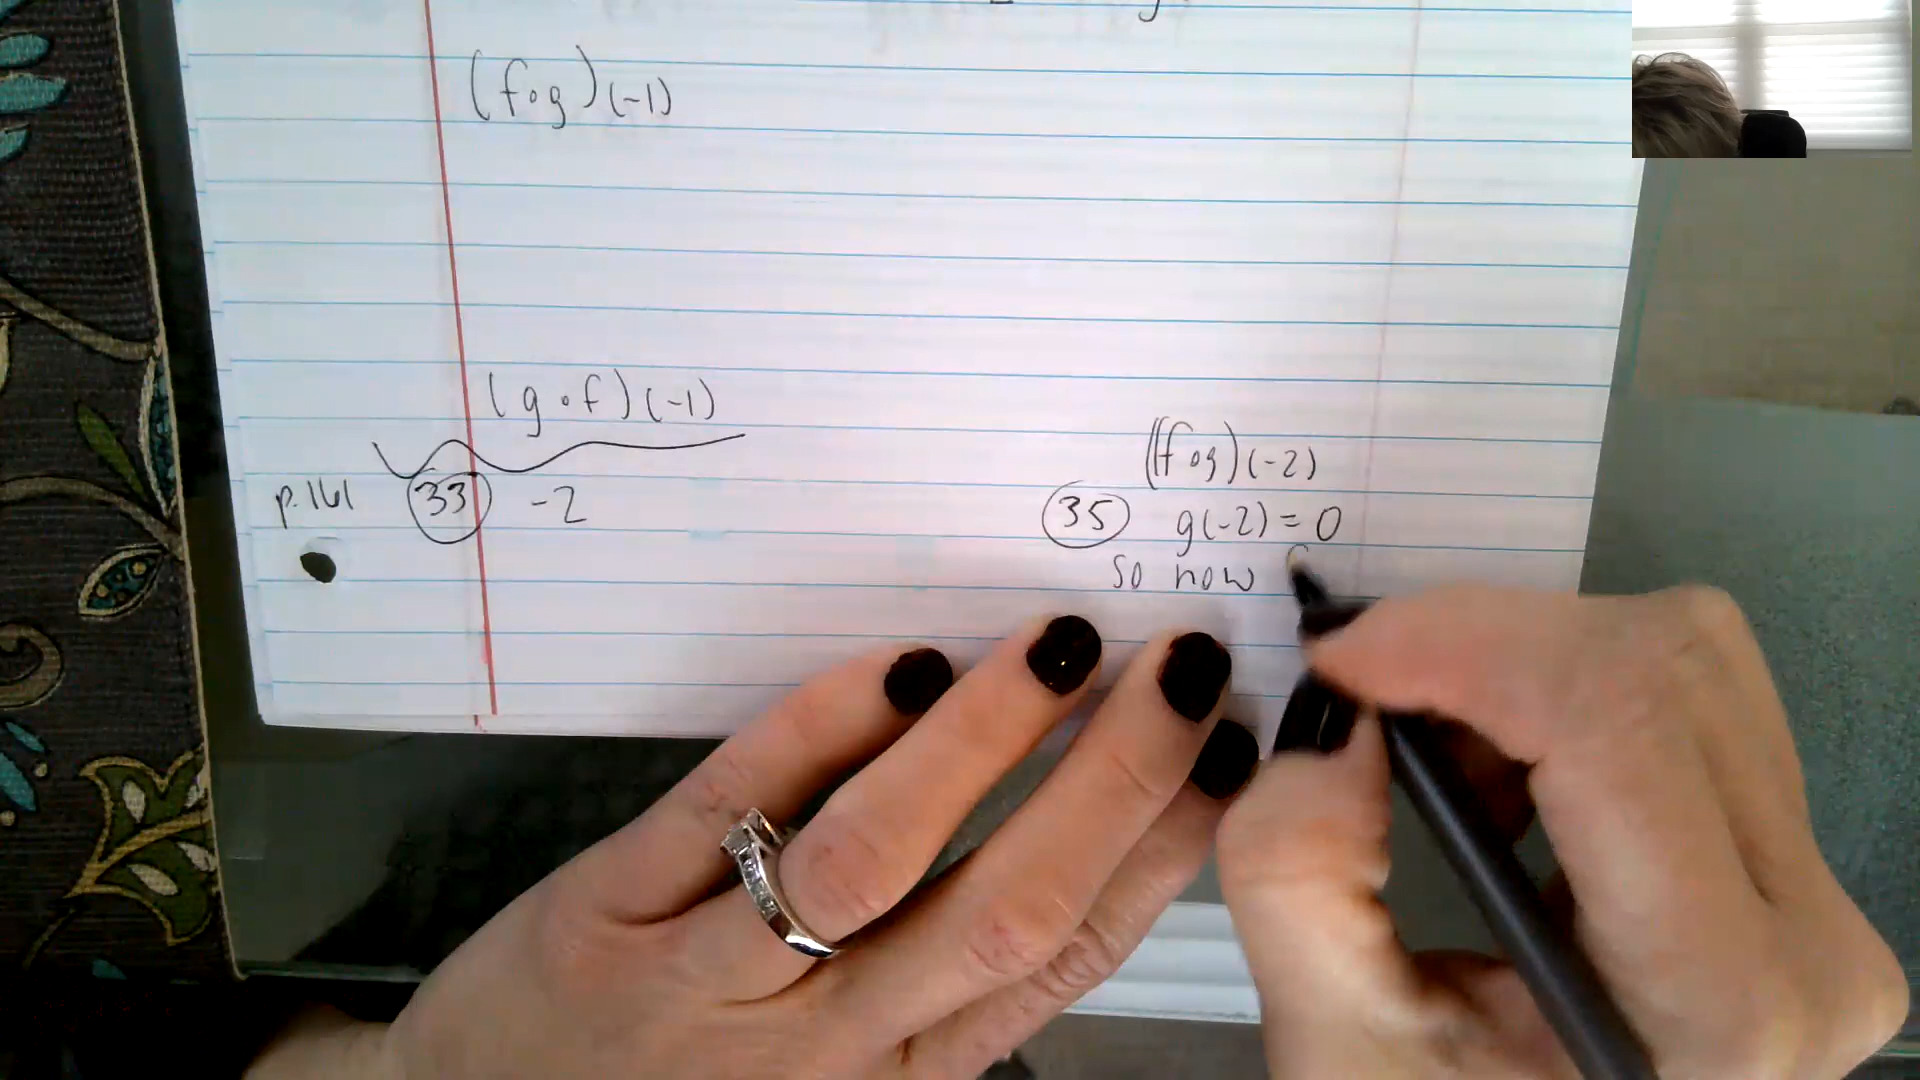 (f∘g)(-1)
(g∘f)(-1)
p.161 33 -2
((f∘g)(-2)
35 g(-2) = 0
so now